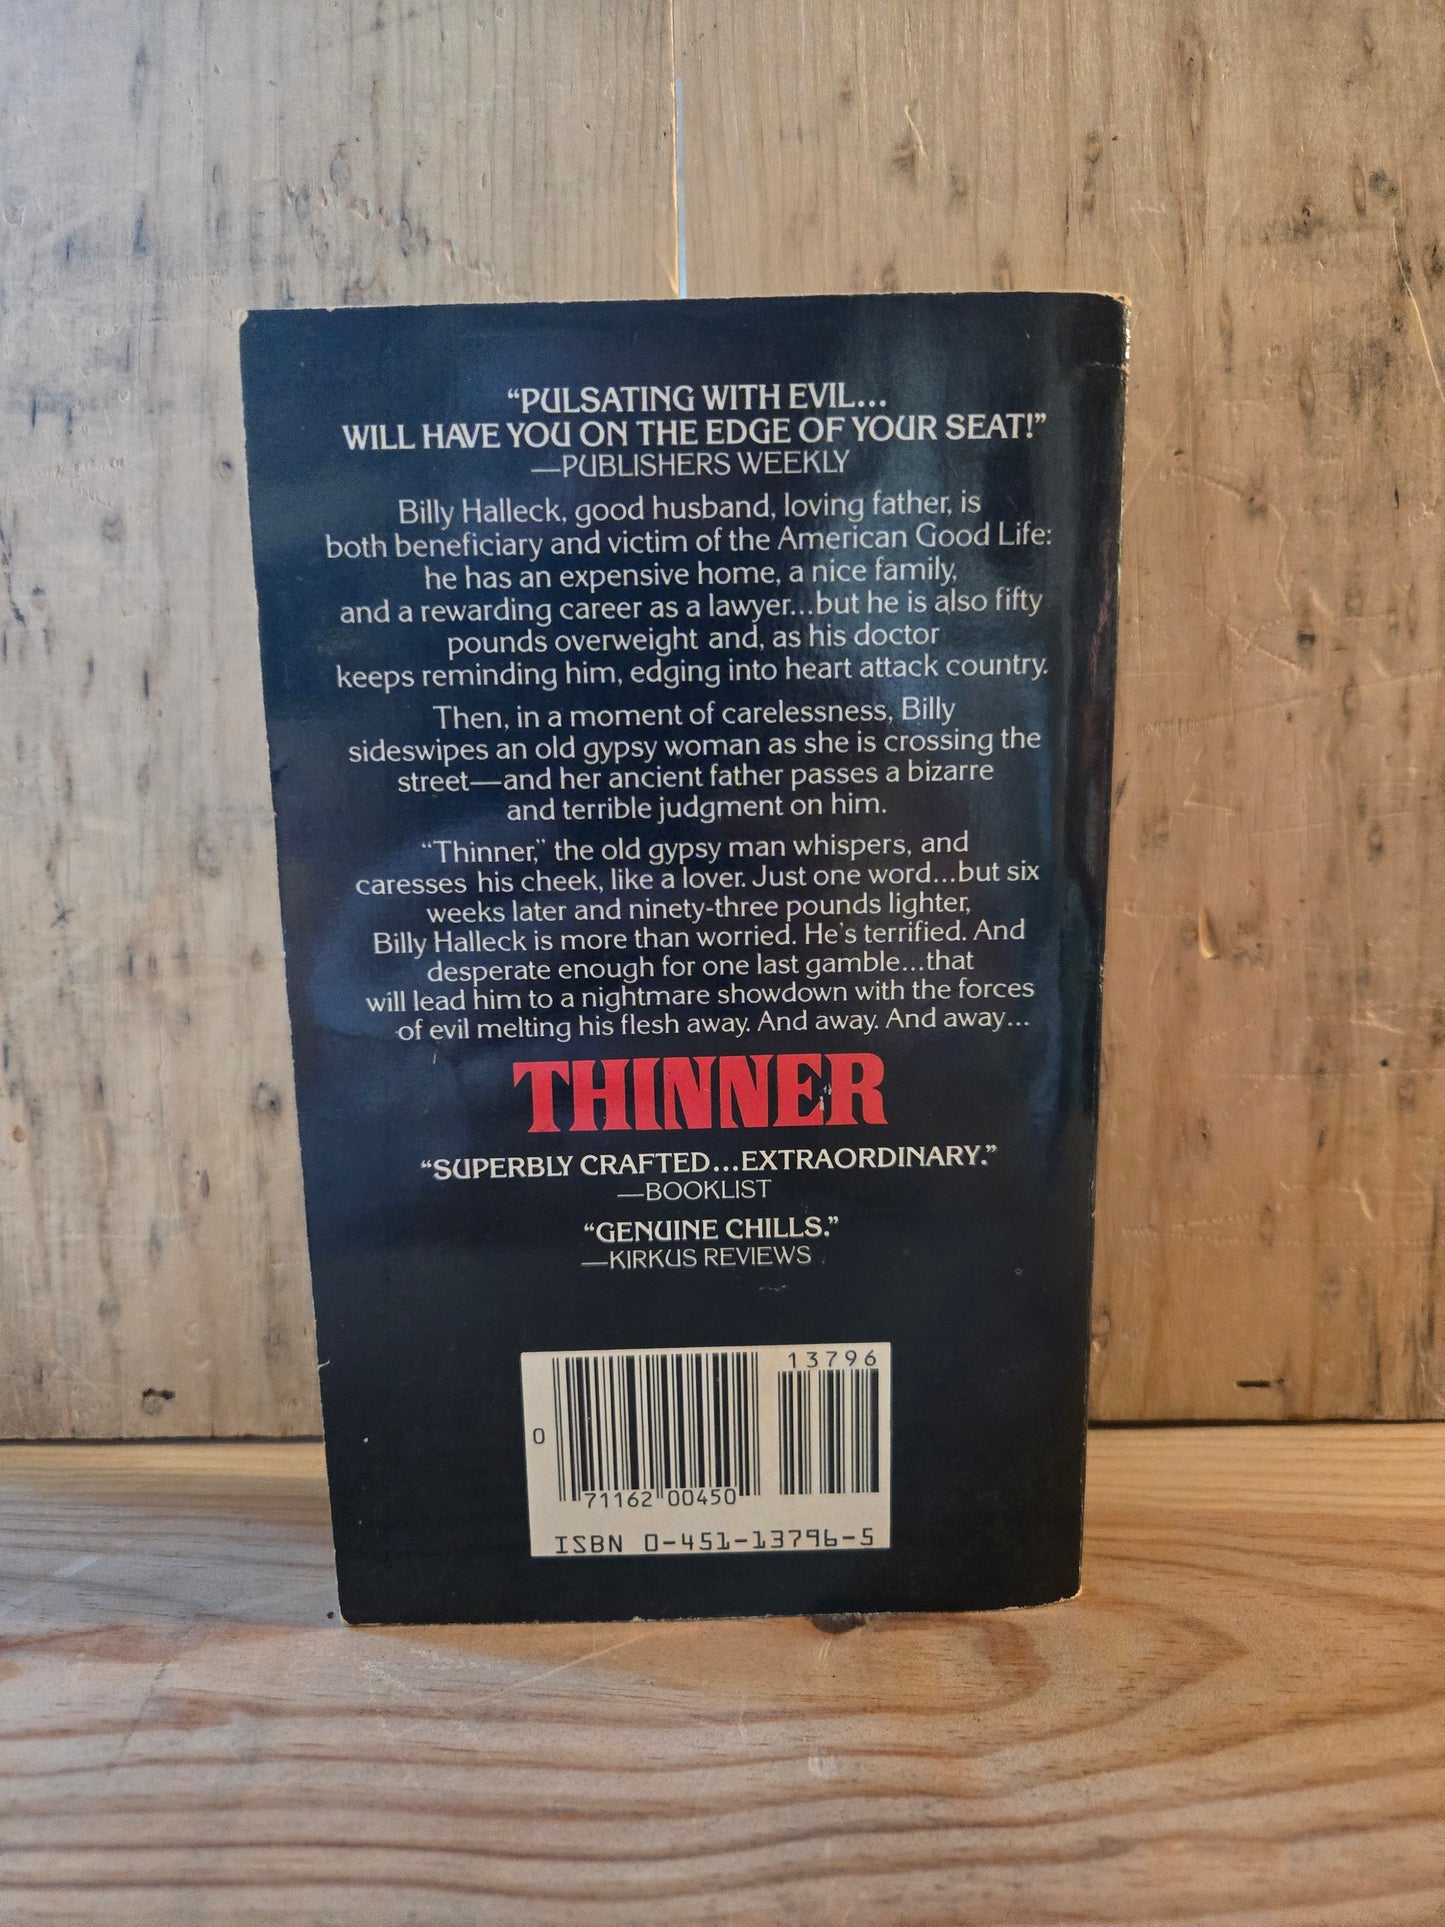 “PULSATING WITH EVIL...
WILL HAVE YOU ON THE EDGE OF YOUR SEAT!”
—PUBLISHERS WEEKLY
Billy Halleck, good husband, loving father, is
both beneficiary and victim of the American Good Life:
he has an expensive home, a nice family,
and a rewarding career as a lawyer...but he is also fifty
pounds overweight and, as his doctor
keeps reminding him, edging into heart attack country.
Then, in a moment of carelessness, Billy
sideswipes an old gypsy woman as she is crossing the
street—and her ancient father passes a bizarre
and terrible judgment on him.
“Thinner,” the old gypsy man whispers, and
caresses his cheek, like a lover. Just one word...but six
weeks later and ninety-three pounds lighter,
Billy Halleck is more than worried. He's terrified. And
desperate enough for one last gamble...that
will lead him to a nightmare showdown with the forces
of evil melting his flesh away. And away. And away...
THINNER
“SUPERBLY CRAFTED...EXTRAORDINARY.”
—BOOKLIST
“GENUINE CHILLS.”
—KIRKUS REVIEWS
13796
0
71162 00450
ISBN 0-451-13796-5